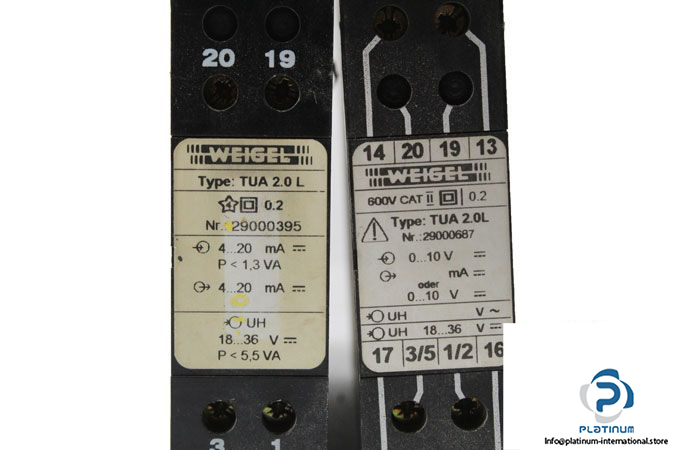 20 19
WEIGEL
Type: TUA 2.0 L
4 0.2
Nr.: 29000395
4...20 mA
P < 1,3 VA
4...20 mA
UH
18...36 V
P < 5,5 VA
3 1
14 20 19 13
WEIGEL
600V CAT II 0.2
Type: TUA 2.0L
Nr.: 29000687
0...10 V
mA
oder
0...10 V
UH V ~
UH 18...36 V
17 3/5 1/2 16
PLATINUM
Info@platinum-international.store